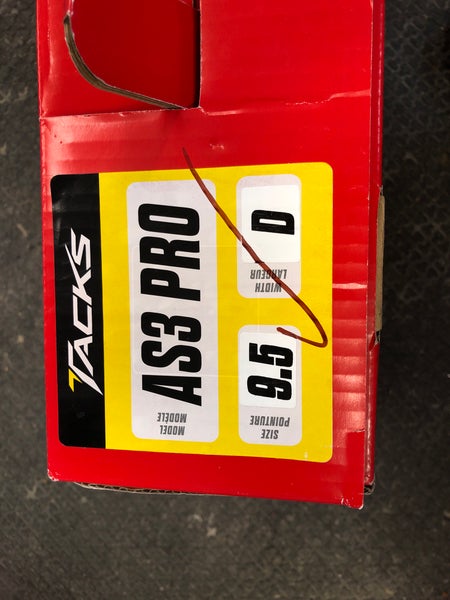 TACKS
MODEL
MODÈLE
AS3 PRO
SIZE
POINTURE
9.5
WIDTH
LARGEUR
D